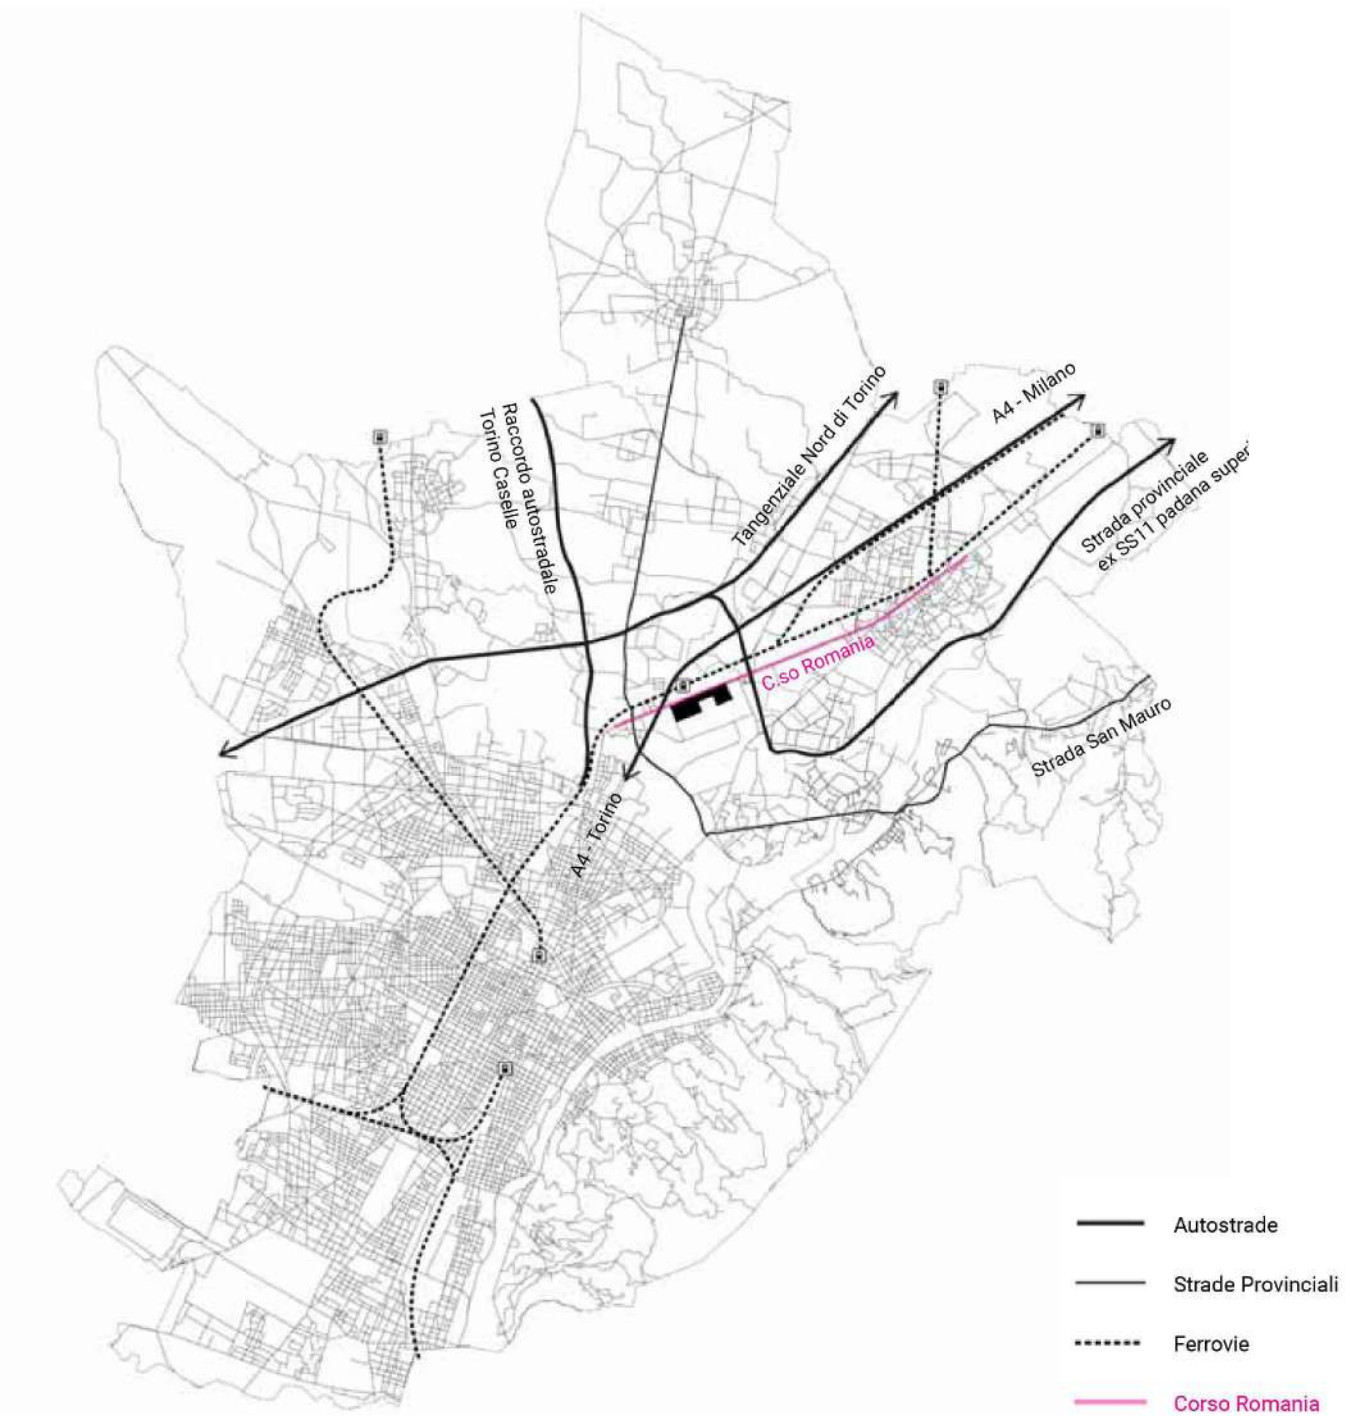 A4 - Milano
Tangenziale Nord di Torino
Raccordo autostradale
Torino Caselle
Strada provinciale
ex SS11 padana super
C.so Romania
Strada San Mauro
A4 - Torino
Autostrade
Strade Provinciali
Ferrovie
Corso Romania